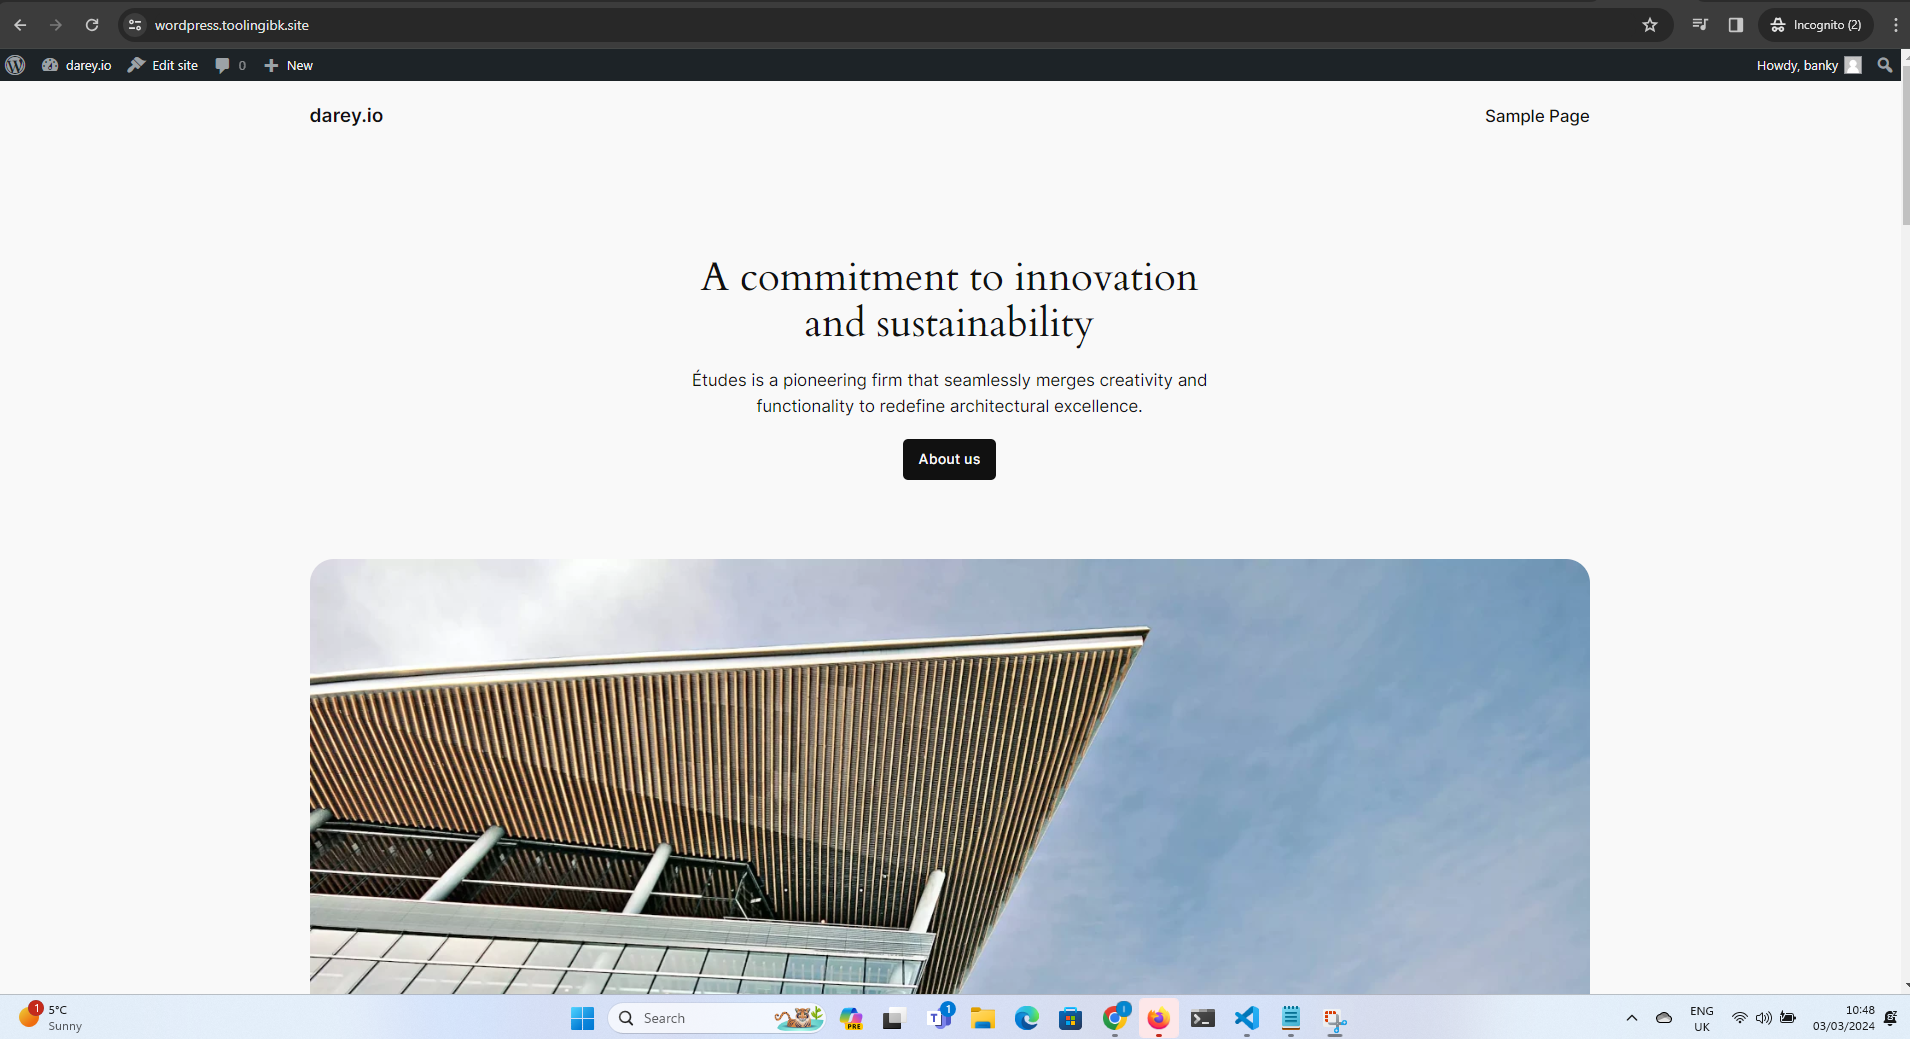 wordpress.toolingibk.site
Incognito (2)
darey.io
Edit site
0
New
Howdy, banky
darey.io
Sample Page
A commitment to innovation
and sustainability
Études is a pioneering firm that seamlessly merges creativity and
functionality to redefine architectural excellence.
About us
1
5°C
Sunny
Search
PRE
T
1
ENG
UK
10:48
03/03/2024